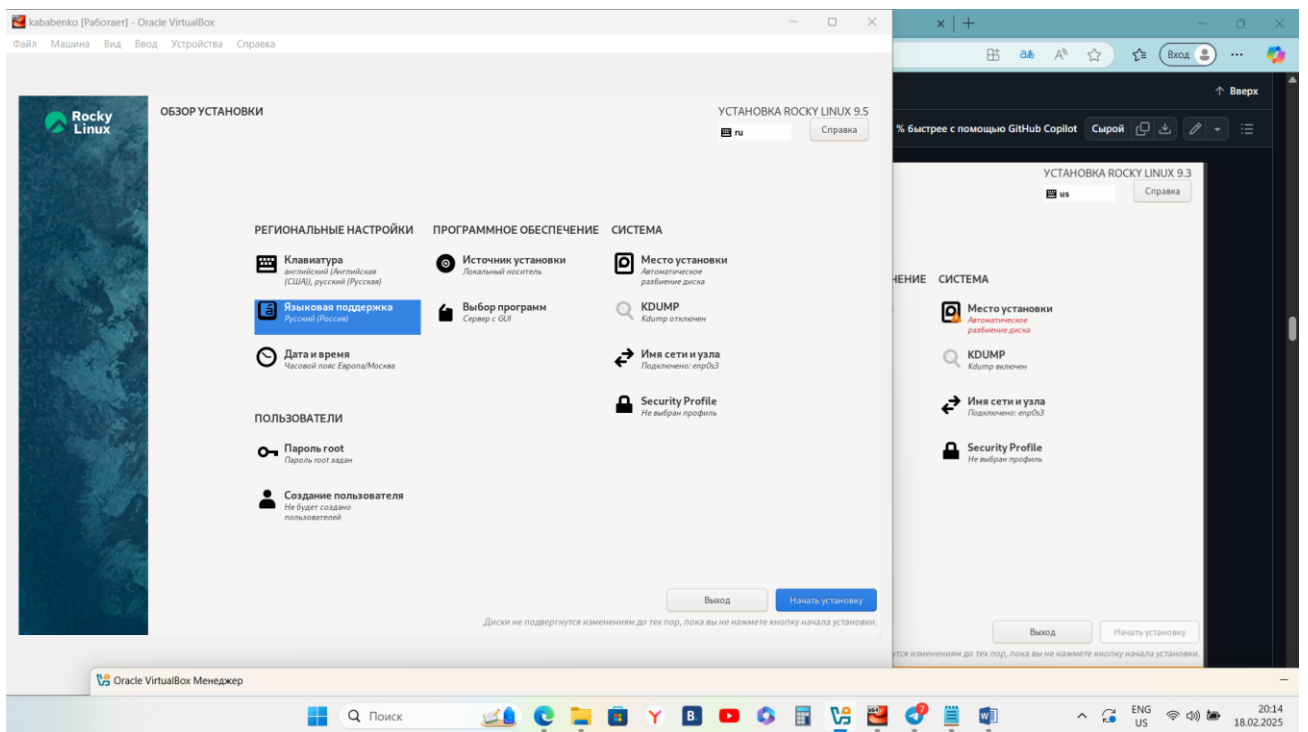 kababenko [Работает] - Oracle VirtualBox
Файл Машина Вид Ввод Устройства Справка
Rocky
Linux
ОБЗОР УСТАНОВКИ
УСТАНОВКА ROCKY LINUX 9.5
ru
Справка
РЕГИОНАЛЬНЫЕ НАСТРОЙКИ
Клавиатура
английский (Английская
(США)), русский (Русская)
Языковая поддержка
Русский (Россия)
Дата и время
Часовой пояс Европа/Москва
ПОЛЬЗОВАТЕЛИ
Пароль root
Пароль root задан
Создание пользователя
Не будет создано
пользователей
ПРОГРАММНОЕ ОБЕСПЕЧЕНИЕ
Источник установки
Локальный носитель
Выбор программ
Сервер с GUI
СИСТЕМА
Место установки
Автоматическое
разбиение диска
KDUMP
Kdump отключен
Имя сети и узла
Подключено: enp0s3
Security Profile
Не выбран профиль
Выход
Начать установку
Диски не подвергнутся изменениям до тех пор, пока вы не нажмете кнопку начала установки.
Вход
Вверх
% быстрее с помощью GitHub Copilot
Сырой
УСТАНОВКА ROCKY LINUX 9.3
us
Справка
ЧЕНИЕ
СИСТЕМА
Место установки
Автоматическое
разбиение диска
KDUMP
Kdump включен
Имя сети и узла
Подключено: enp0s3
Security Profile
Не выбран профиль
Выход
Начать установку
тся изменениям до тех пор, пока вы не нажмете кнопку начала установки.
Oracle VirtualBox Менеджер
Поиск
ENG
US
20:14
18.02.2025